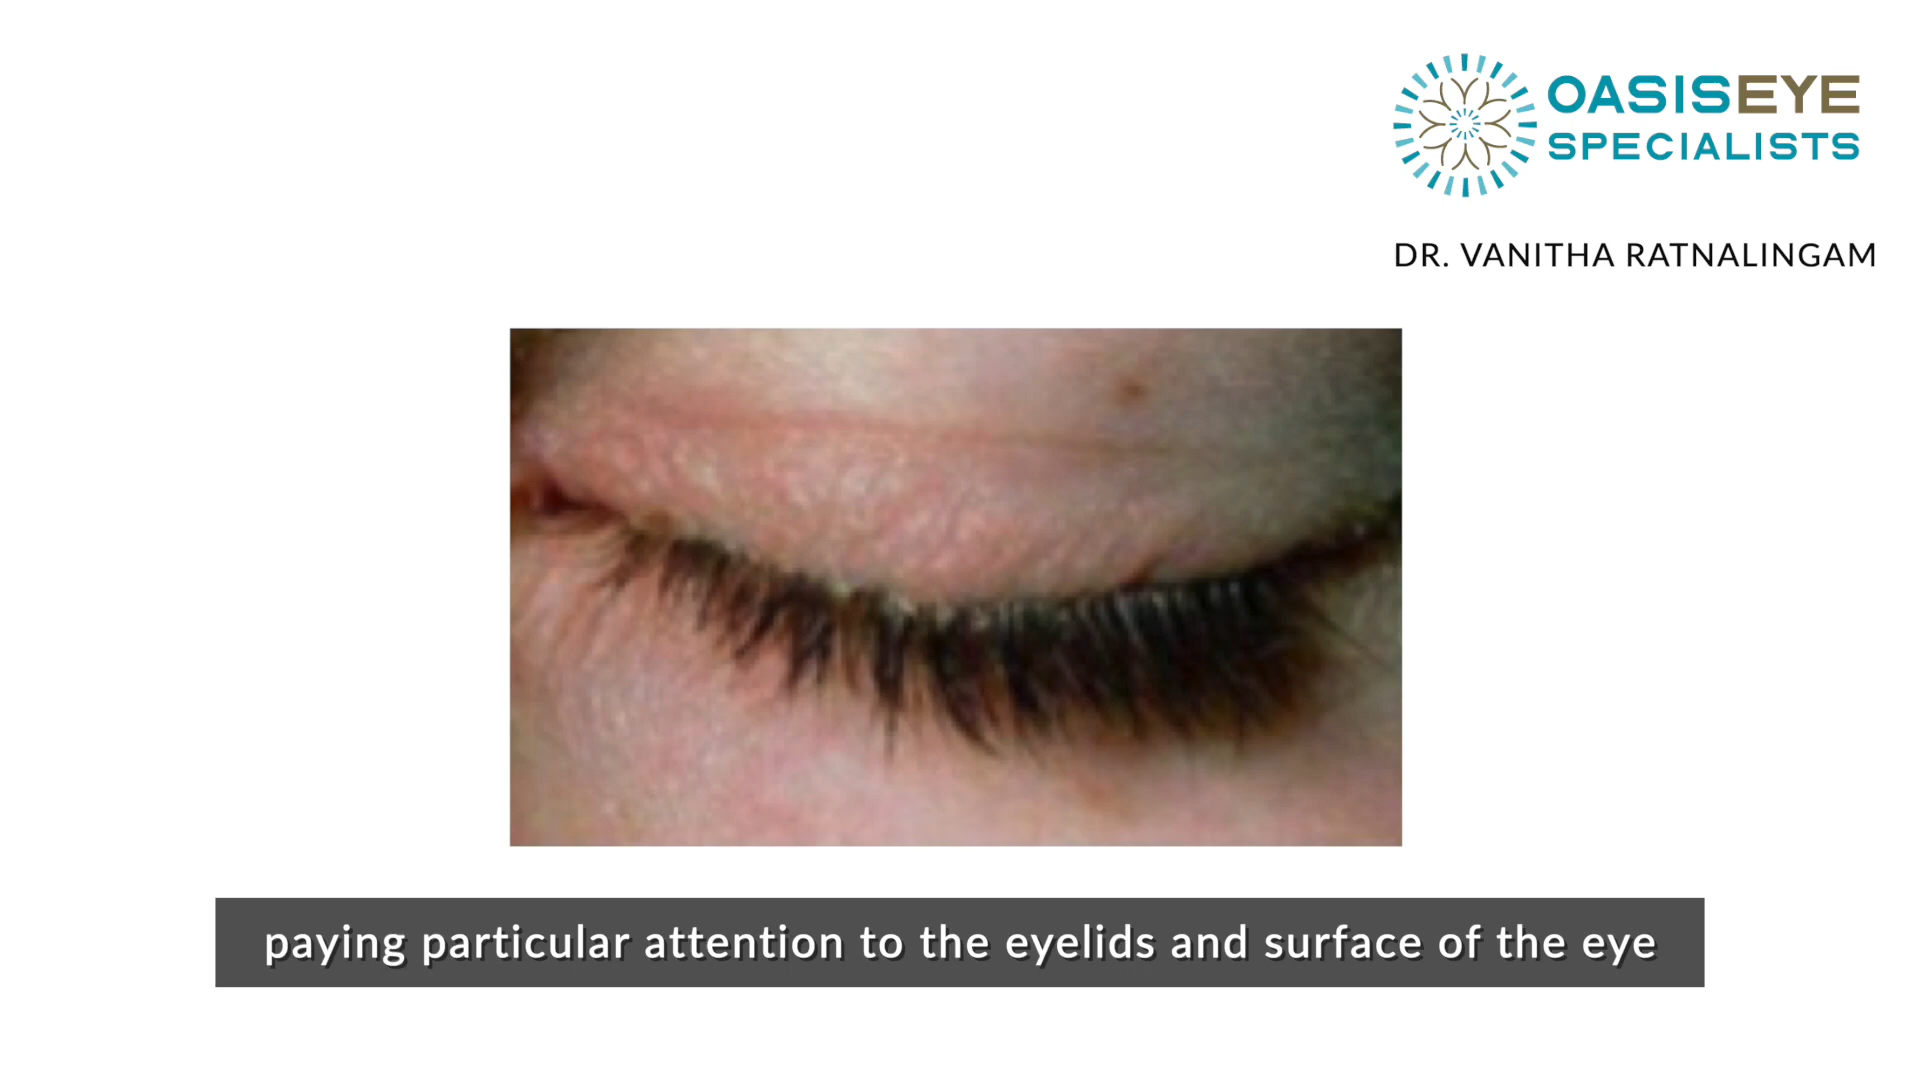 OASISEYE
SPECIALISTS
DR. VANITHA RATNALINGAM
paying particular attention to the eyelids and surface of the eye